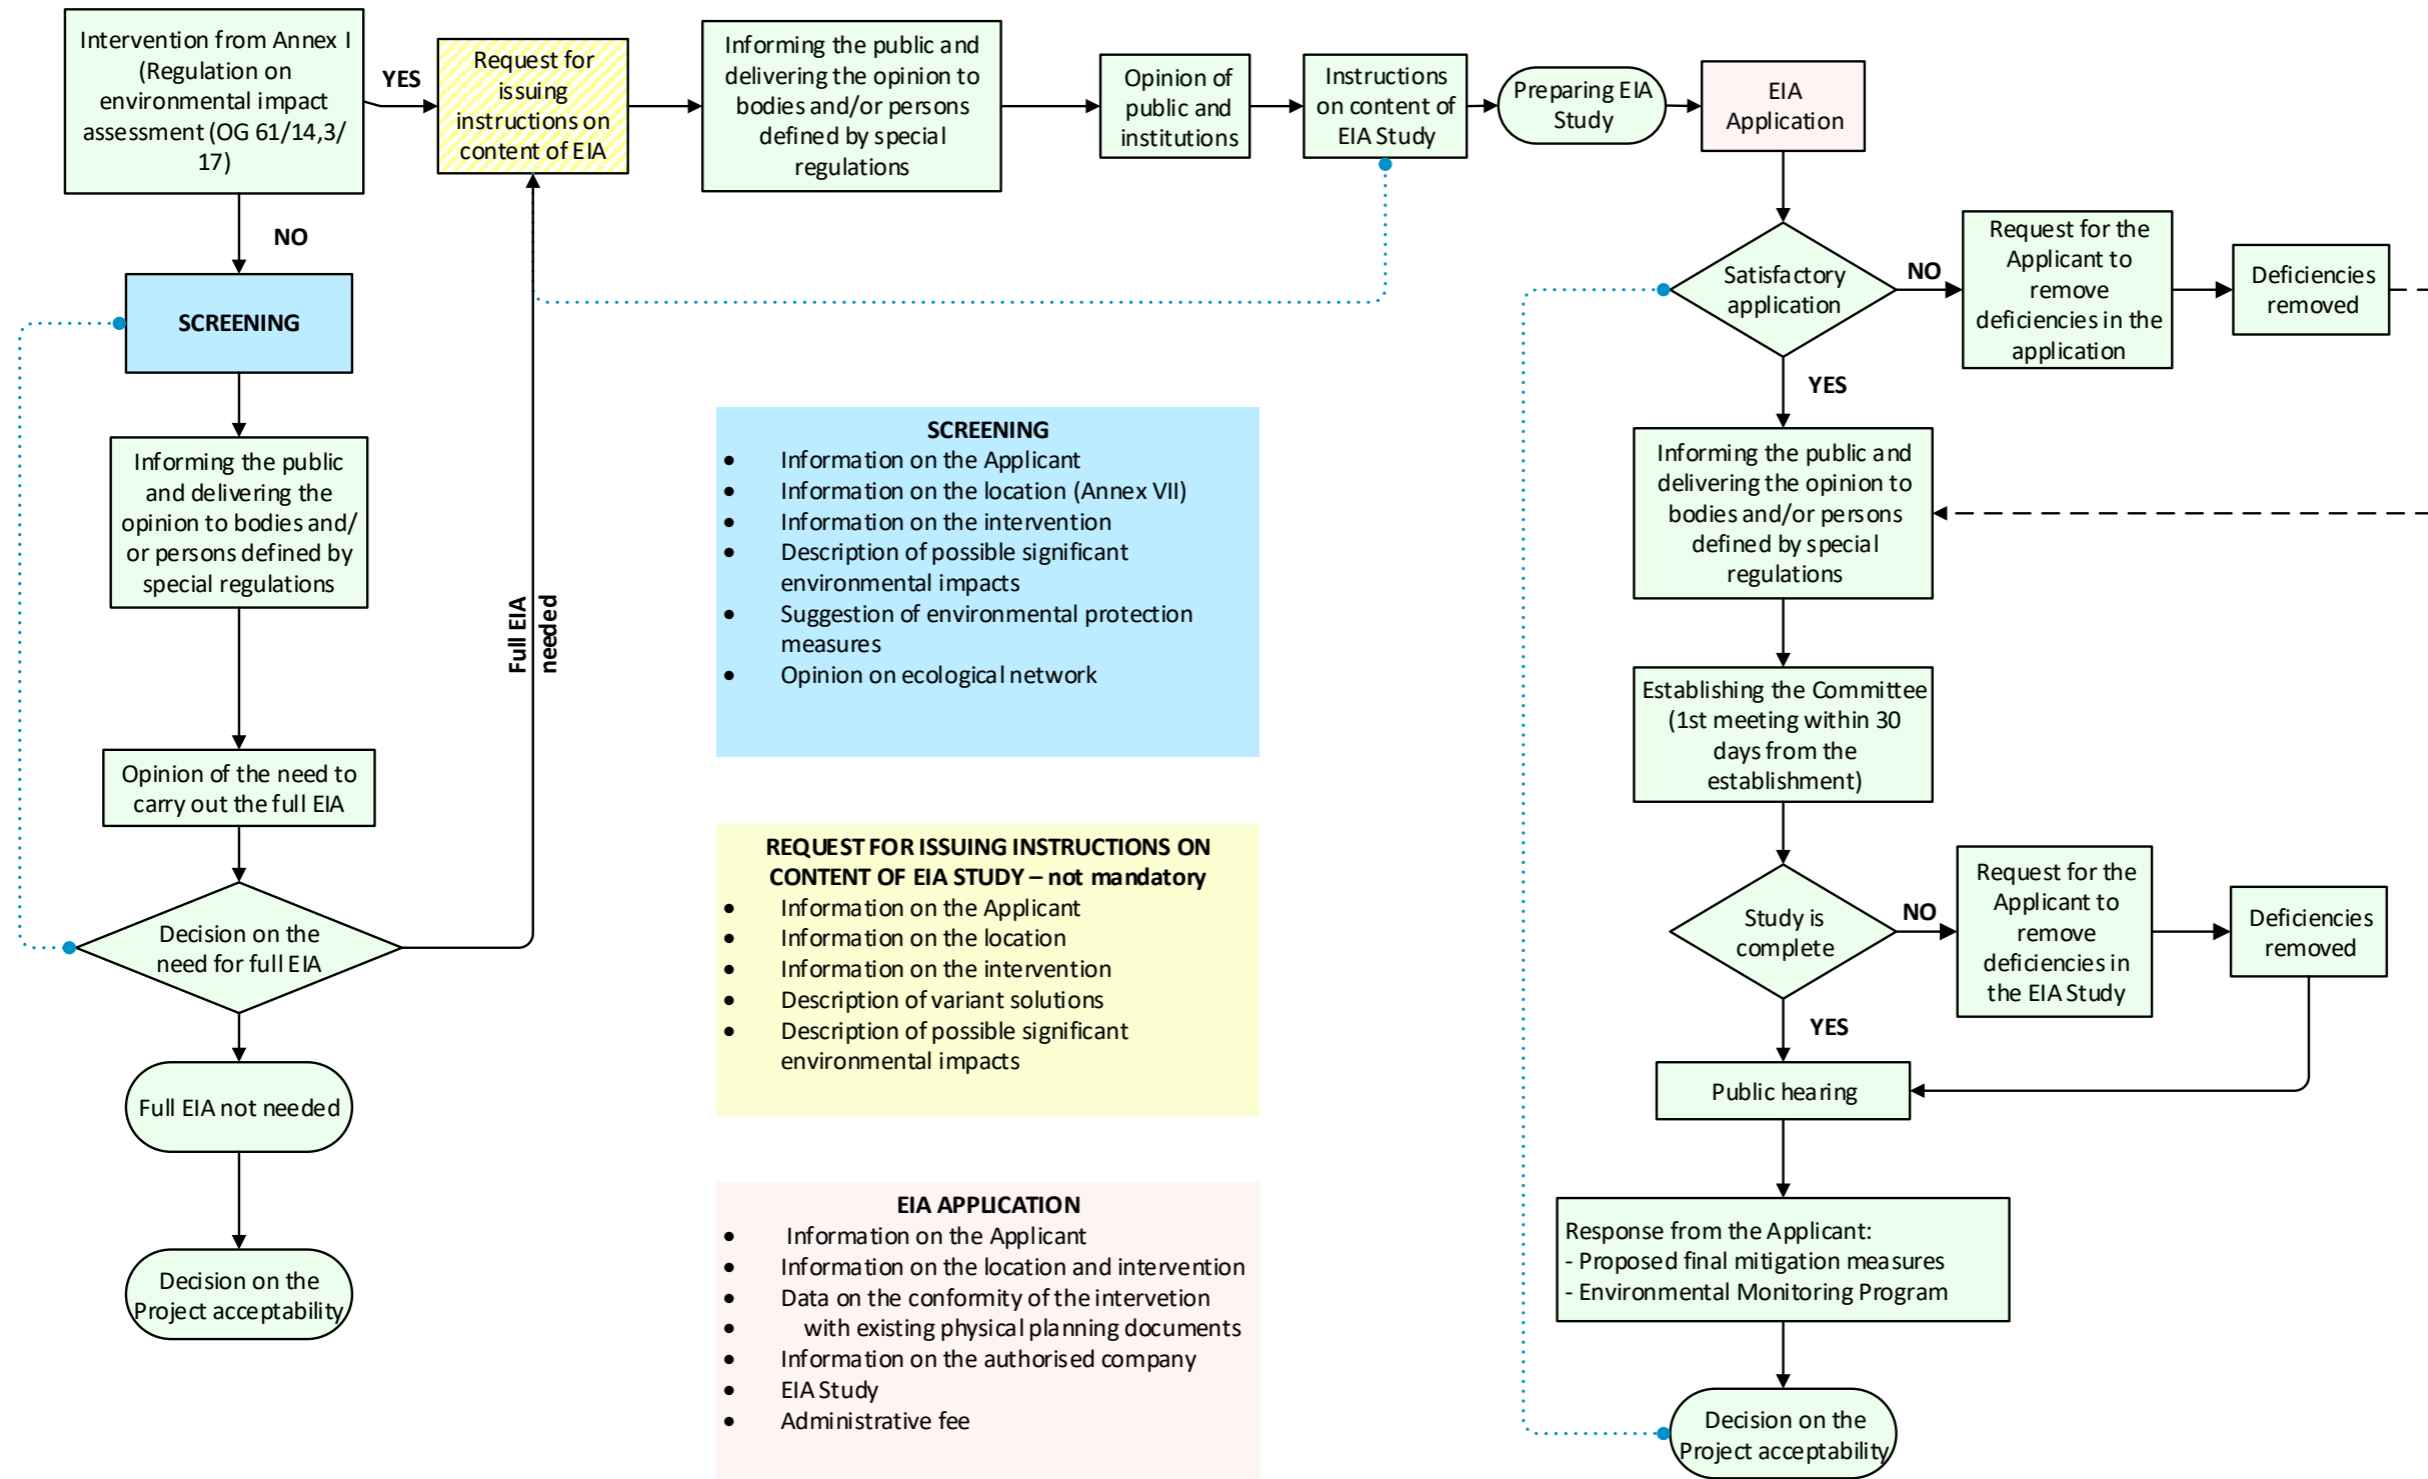 Intervention from Annex I
(Regulation on
environmental impact
assessment (OG 61/14,3/
17)
YES
Request for
issuing
instructions on
content of EIA
Informing the public and
delivering the opinion to
bodies and/or persons
defined by special
regulations
Opinion of
public and
institutions
Instructions
on content of
EIA Study
Preparing EIA
Study
EIA
Application
NO
SCREENING
Informing the public
and delivering the
opinion to bodies and/
or persons defined by
special regulations
Opinion of the need to
carry out the full EIA
Decision on the
need for full EIA
Full EIA
needed
Full EIA not needed
Decision on the
Project acceptability
SCREENING
• Information on the Applicant
• Information on the location (Annex VII)
• Information on the intervention
• Description of possible significant
environmental impacts
• Suggestion of environmental protection
measures
• Opinion on ecological network
REQUEST FOR ISSUING INSTRUCTIONS ON
CONTENT OF EIA STUDY – not mandatory
• Information on the Applicant
• Information on the location
• Information on the intervention
• Description of variant solutions
• Description of possible significant
environmental impacts
EIA APPLICATION
• Information on the Applicant
• Information on the location and intervention
• Data on the conformity of the intervetion
• with existing physical planning documents
• Information on the authorised company
• EIA Study
• Administrative fee
Satisfactory
application
NO
Request for the
Applicant to
remove
deficiencies in the
application
Deficiencies
removed
YES
Informing the public and
delivering the opinion to
bodies and/or persons
defined by special
regulations
Establishing the Committee
(1st meeting within 30
days from the
establishment)
Study is
complete
NO
Request for the
Applicant to
remove
deficiencies in
the EIA Study
Deficiencies
removed
YES
Public hearing
Response from the Applicant:
- Proposed final mitigation measures
- Environmental Monitoring Program
Decision on the
Project acceptability